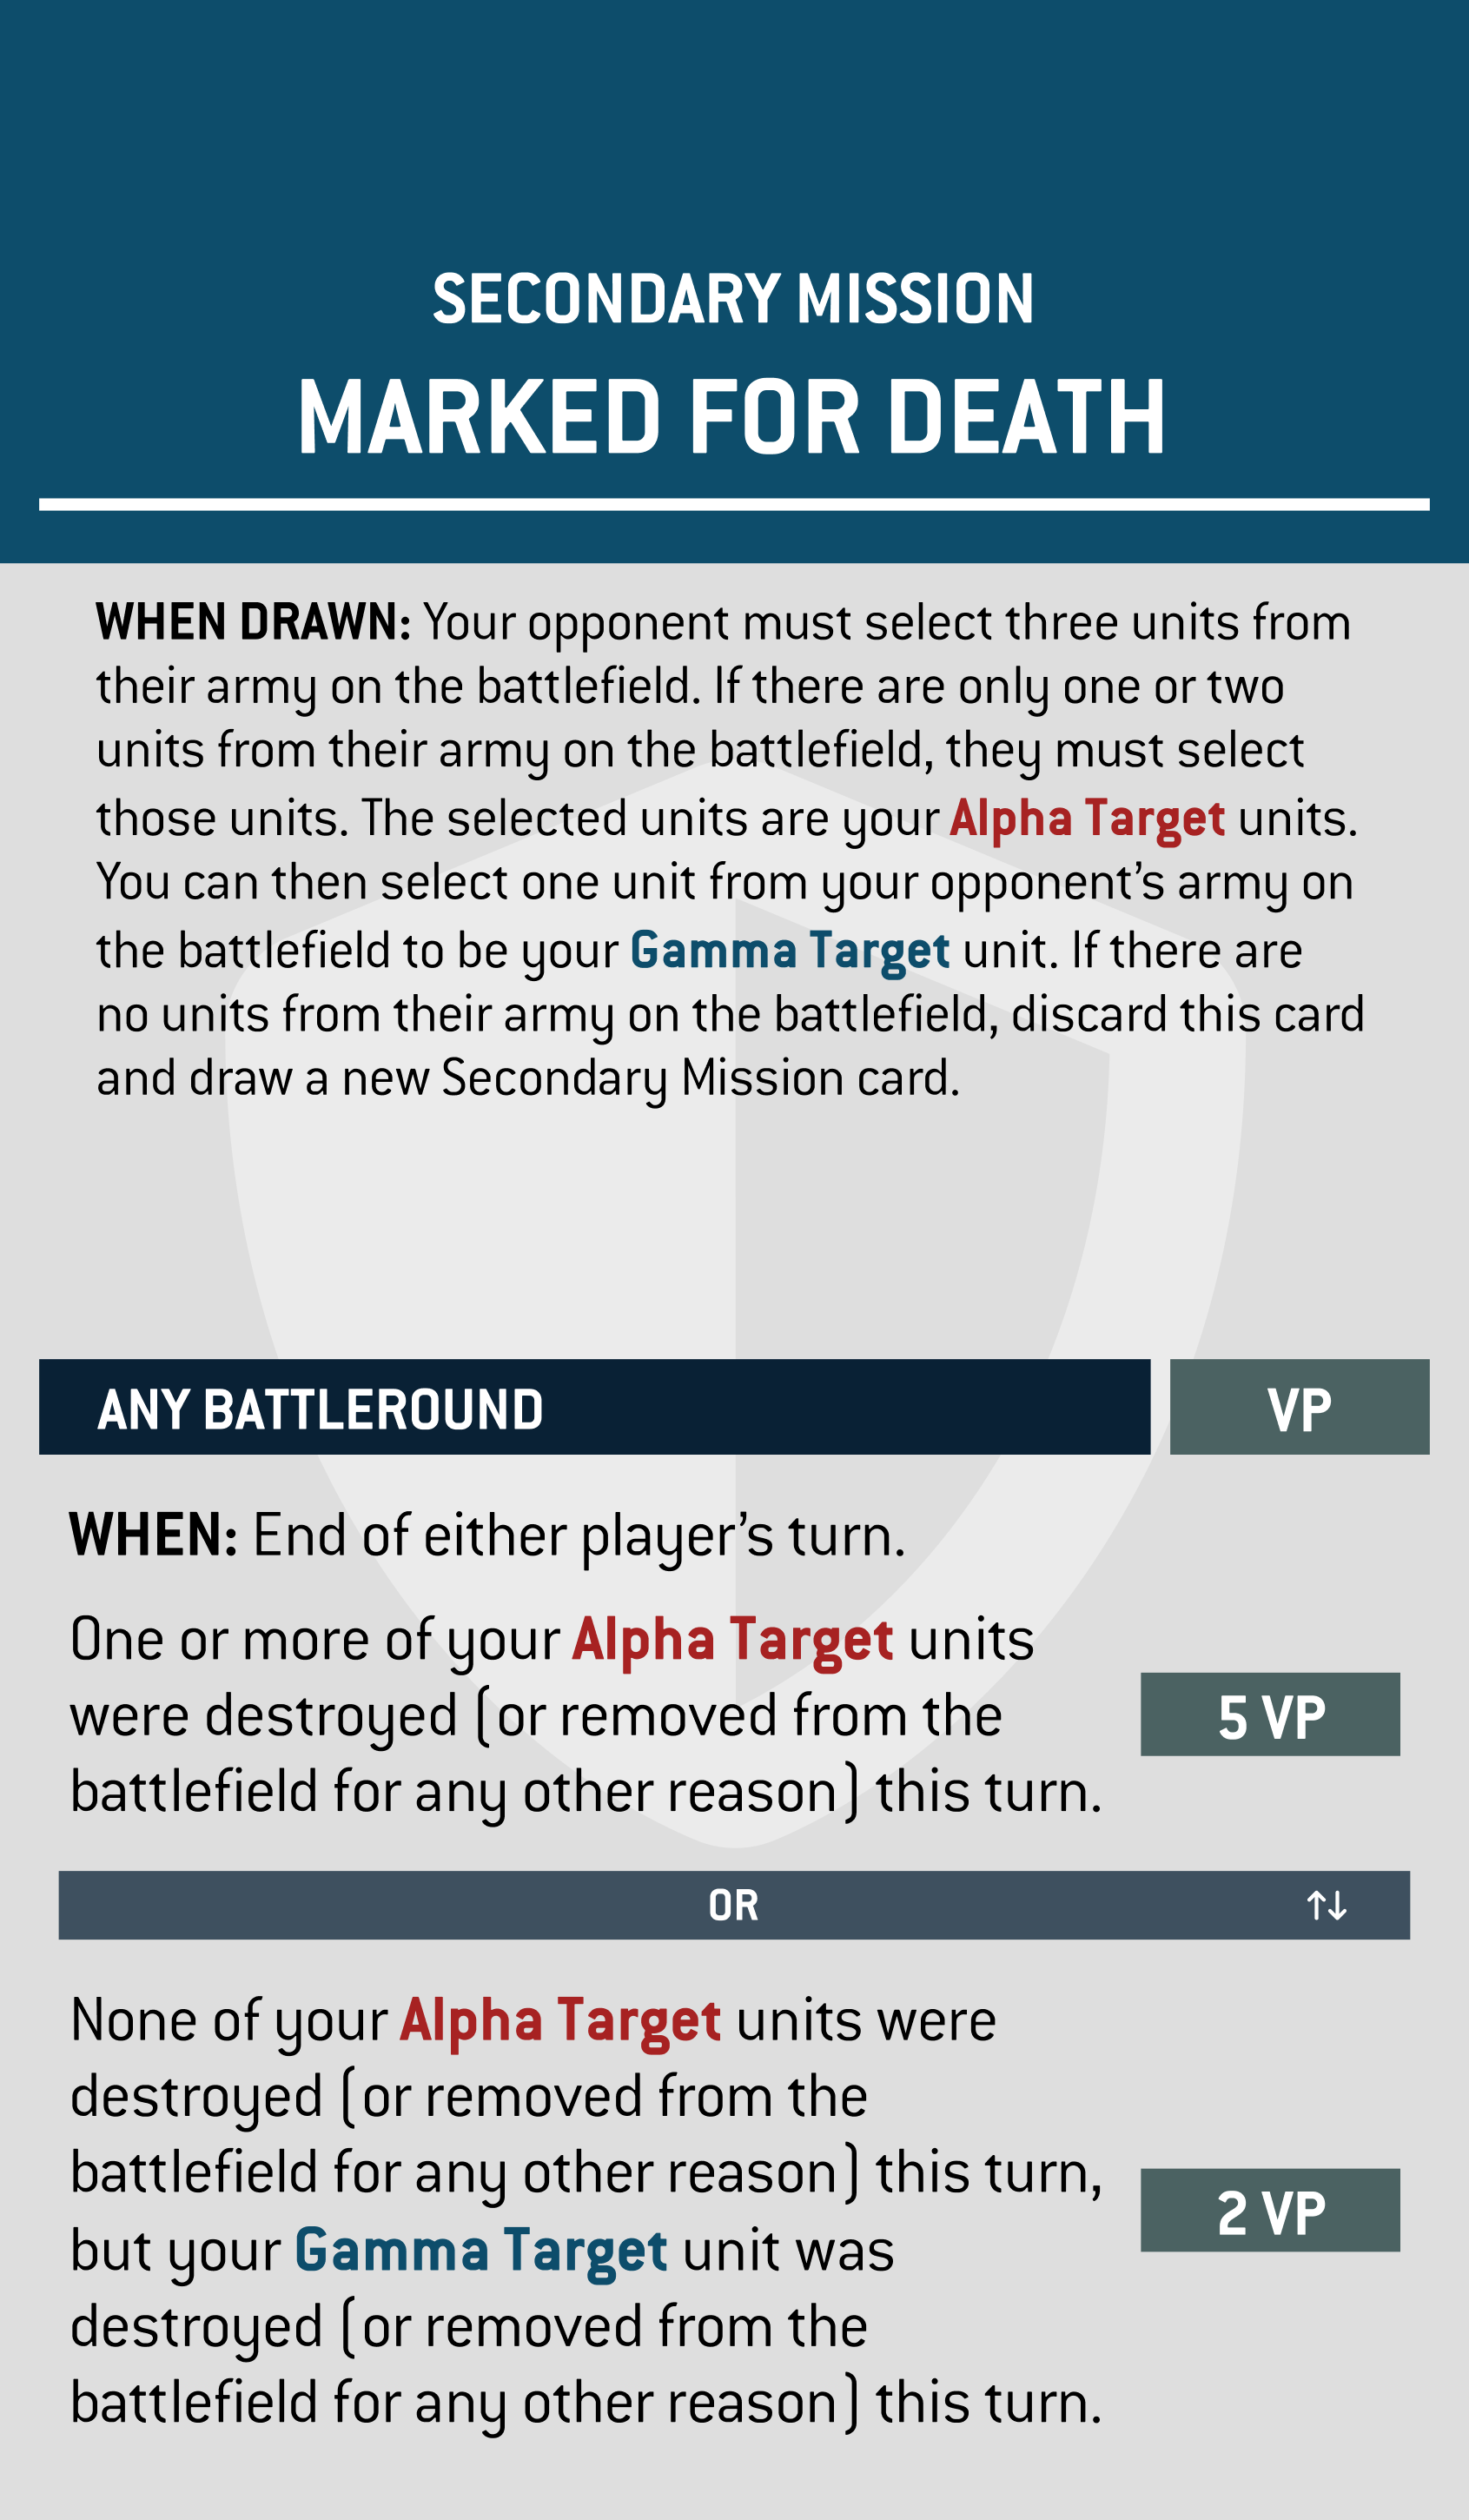 SECONDARY MISSION
MARKED FOR DEATH
WHEN DRAWN: Your opponent must select three units from
their army on the battlefield. If there are only one or two
units from their army on the battlefield, they must select
those units. The selected units are your Alpha Target units.
You can then select one unit from your opponent’s army on
the battlefield to be your Gamma Target unit. If there are
no units from their army on the battlefield, discard this card
and draw a new Secondary Mission card.
ANY BATTLEROUND
VP
WHEN: End of either player’s turn.
One or more of your Alpha Target units
were destroyed (or removed from the
battlefield for any other reason) this turn.
5 VP
OR ↑↓
None of your Alpha Target units were
destroyed (or removed from the
battlefield for any other reason) this turn,
but your Gamma Target unit was
destroyed (or removed from the
battlefield for any other reason) this turn.
2 VP